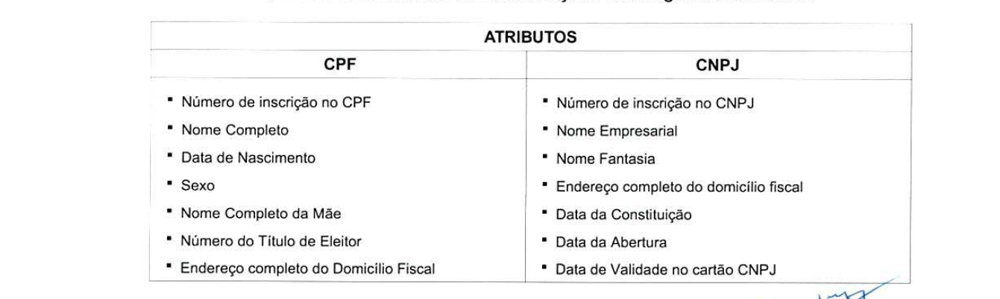 ATRIBUTOS
CPF
CNPJ
▪ Número de inscrição no CPF
▪ Nome Completo
▪ Data de Nascimento
▪ Sexo
▪ Nome Completo da Mãe
▪ Número do Título de Eleitor
▪ Endereço completo do Domicílio Fiscal
▪ Número de inscrição no CNPJ
▪ Nome Empresarial
▪ Nome Fantasia
▪ Endereço completo do domicílio fiscal
▪ Data da Constituição
▪ Data da Abertura
▪ Data de Validade no cartão CNPJ